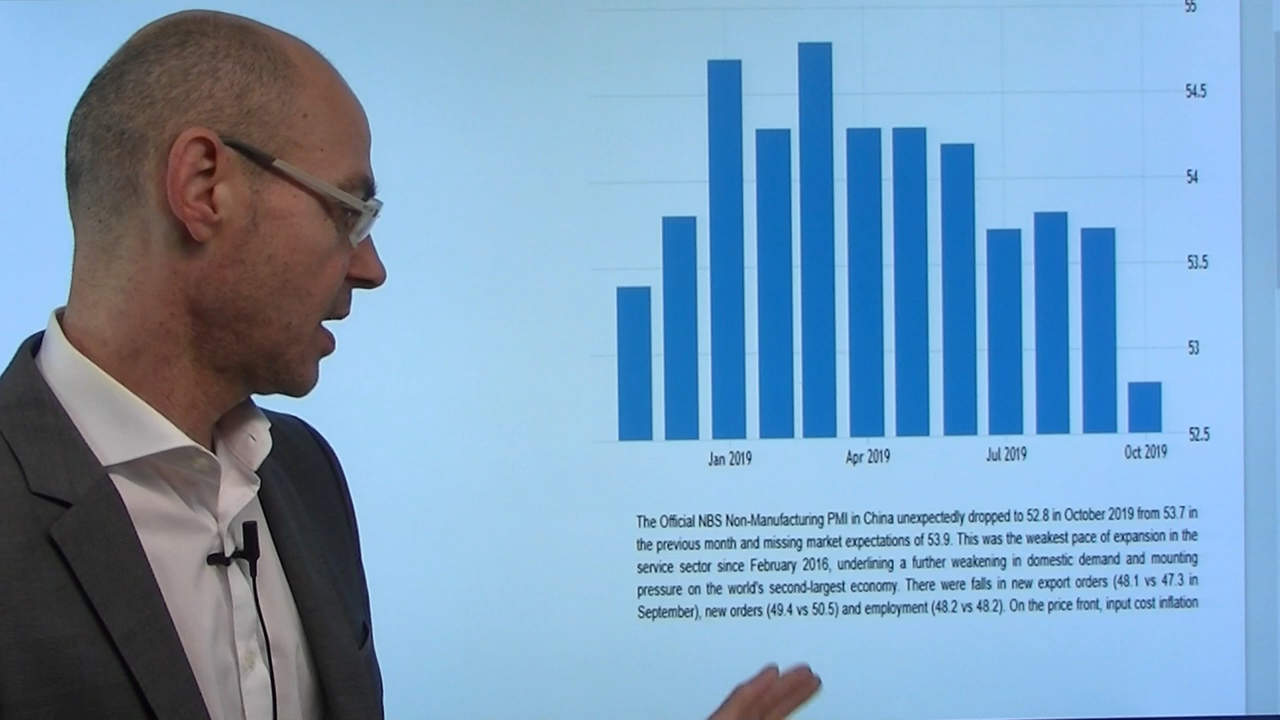 55
54.5
54
53.5
53
52.5
Jan 2019 Apr 2019 Jul 2019 Oct 2019
The Official NBS Non-Manufacturing PMI in China unexpectedly dropped to 52.8 in October 2019 from 53.7 in
the previous month and missing market expectations of 53.9. This was the weakest pace of expansion in the
service sector since February 2016, underlining a further weakening in domestic demand and mounting
pressure on the world's second-largest economy. There were falls in new export orders (48.1 vs 47.3 in
September), new orders (49.4 vs 50.5) and employment (48.2 vs 48.2). On the price front, input cost inflation